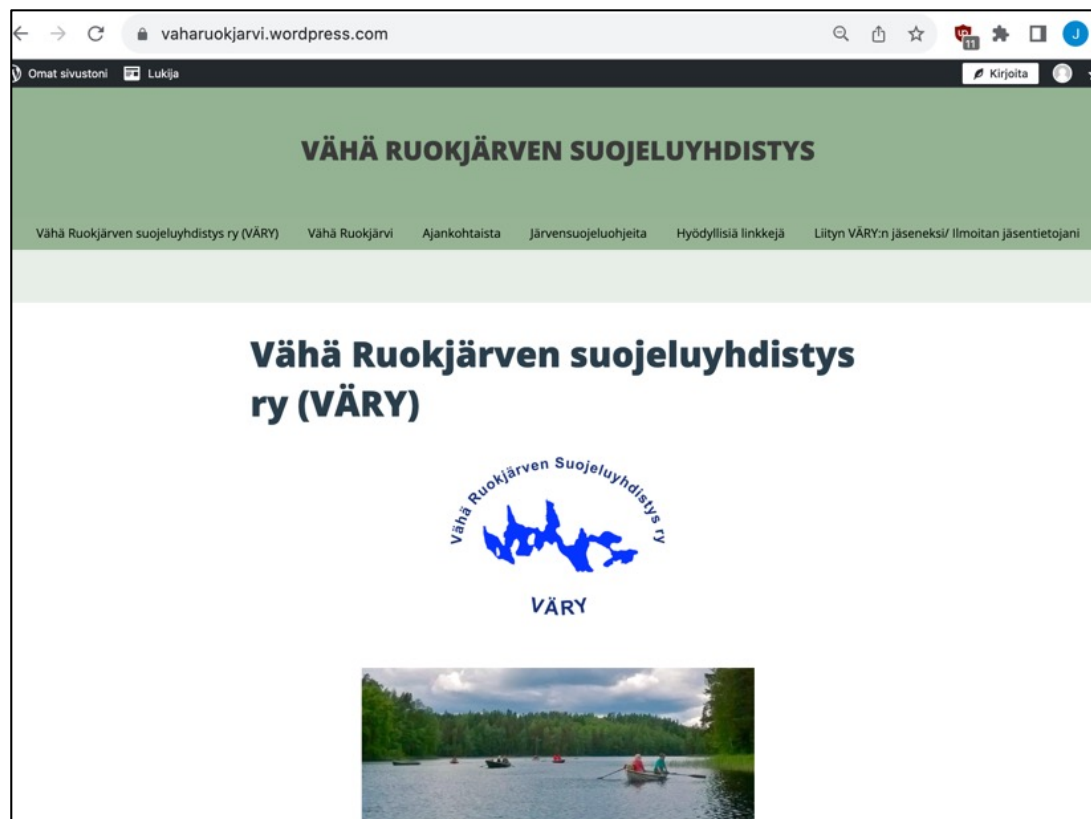 vaharuokjarvi.wordpress.com
11
J
Omat sivustoni Lukija Kirjoita
VÄHÄ RUOKJÄRVEN SUOJELUYHDISTYS
Vähä Ruokjärven suojeluyhdistys ry (VÄRY) Vähä Ruokjärvi Ajankohtaista Järvensuojeluohjeita Hyödyllisiä linkkejä Liityn VÄRY:n jäseneksi/ Ilmoitan jäsentietojani
Vähä Ruokjärven suojeluyhdistys
ry (VÄRY)
Vähä Ruokjärven Suojeluyhdistys ry
VÄRY